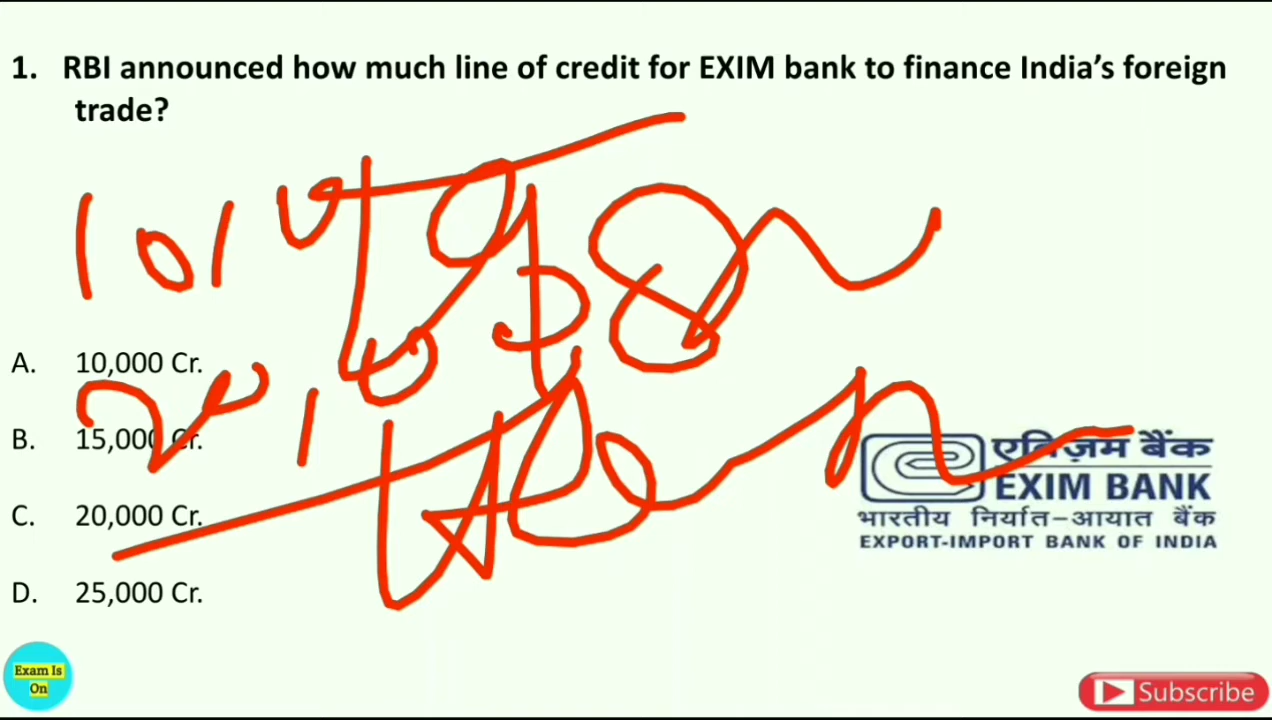 1. RBI announced how much line of credit for EXIM bank to finance India's foreign
trade?
A. 10,000 Cr.
B. 15,000 Cr.
C. 20,000 Cr.
D. 25,000 Cr.
एक्ज़िम बैंक
EXIM BANK
भारतीय निर्यात-आयात बैंक
EXPORT-IMPORT BANK OF INDIA
Exam Is
On
Subscribe